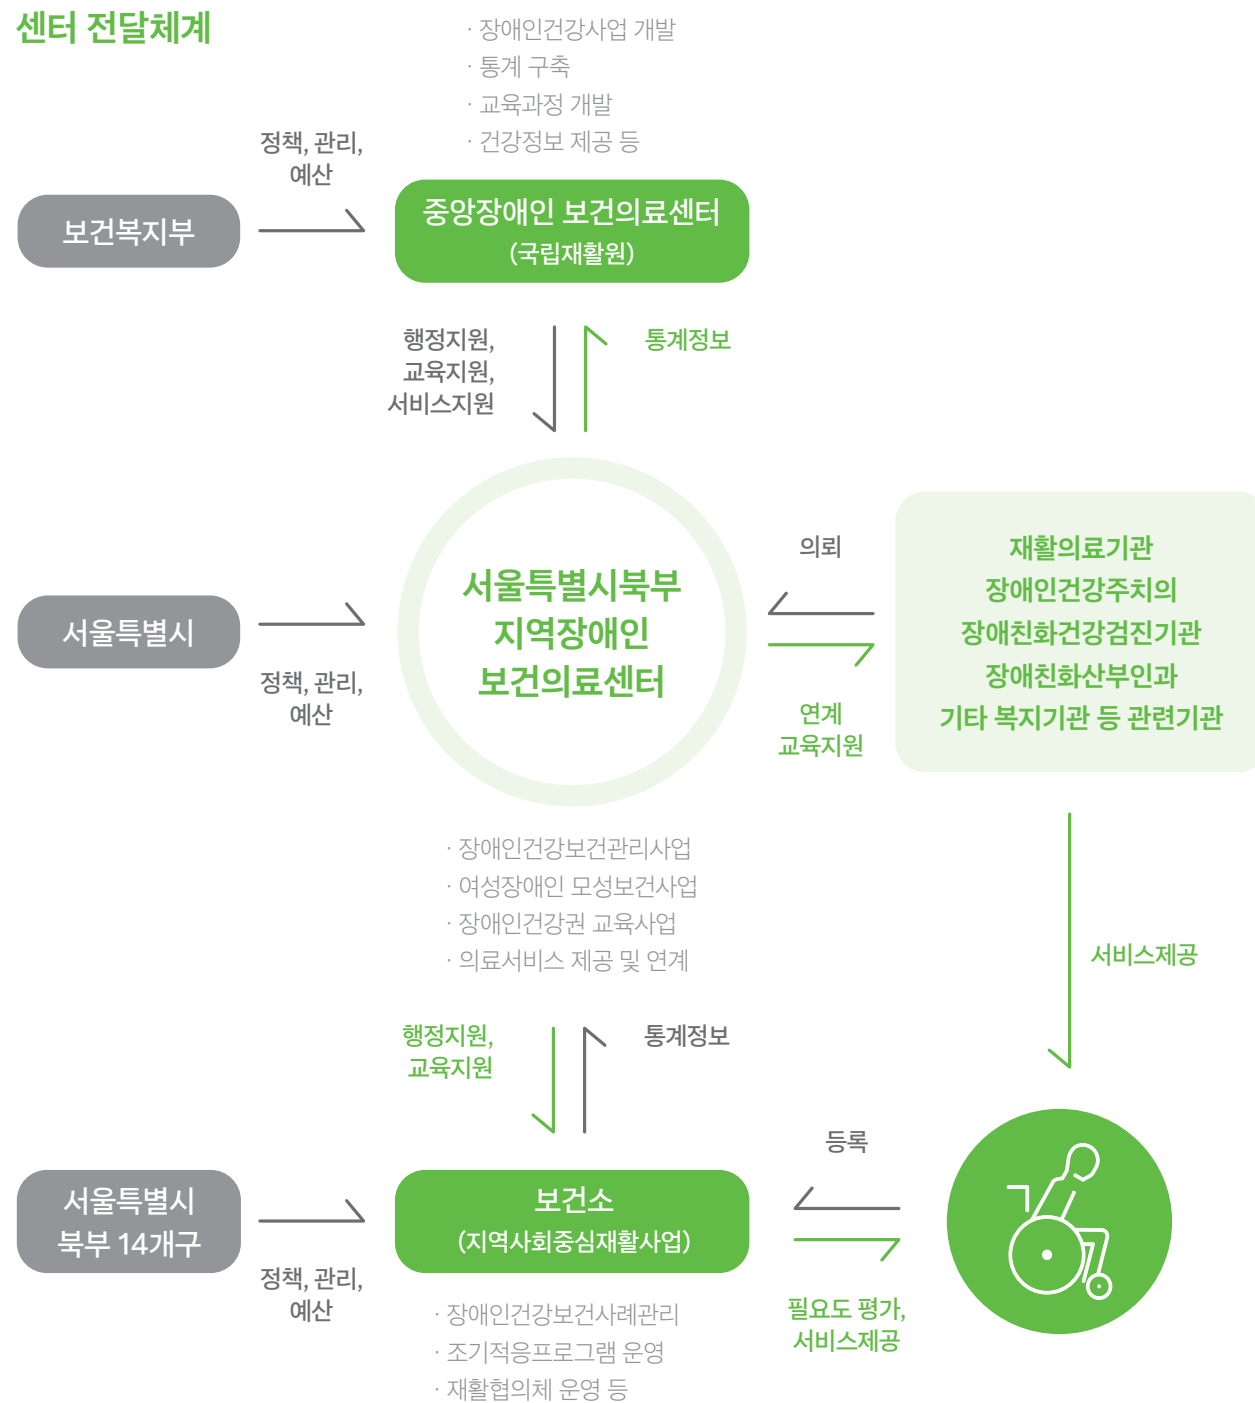 센터 전달체계
· 장애인건강사업 개발
· 통계 구축
· 교육과정 개발
· 건강정보 제공 등
정책, 관리,
예산
보건복지부
중앙장애인 보건의료센터
(국립재활원)
행정지원,
교육지원,
서비스지원
통계정보
서울특별시
정책, 관리,
예산
서울특별시북부
지역장애인
보건의료센터
의뢰
연계
교육지원
재활의료기관
장애인건강주치의
장애친화건강검진기관
장애친화산부인과
기타 복지기관 등 관련기관
· 장애인건강보건관리사업
· 여성장애인 모성보건사업
· 장애인건강권 교육사업
· 의료서비스 제공 및 연계
서비스제공
행정지원,
교육지원
통계정보
서울특별시
북부 14개구
정책, 관리,
예산
보건소
(지역사회중심재활사업)
등록
필요도 평가,
서비스제공
· 장애인건강보건사례관리
· 조기적응프로그램 운영
· 재활협의체 운영 등